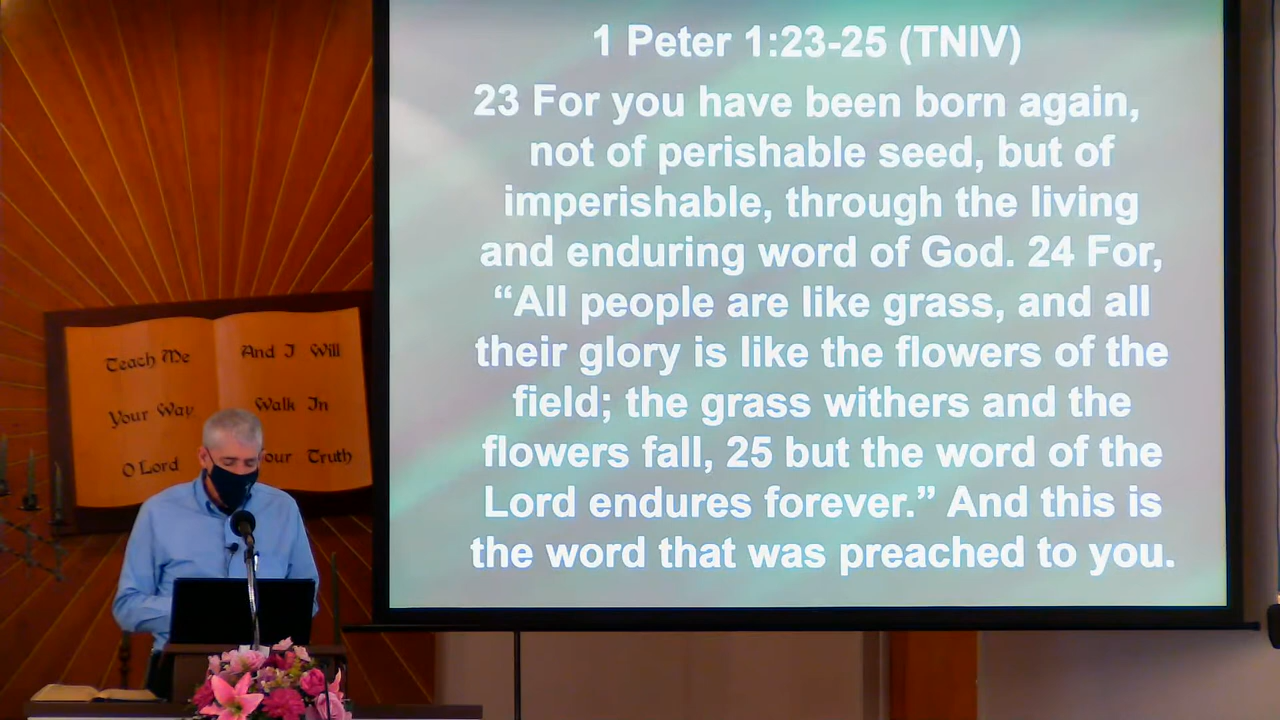 1 Peter 1:23-25 (TNIV)
23 For you have been born again,
not of perishable seed, but of
imperishable, through the living
and enduring word of God. 24 For,
“All people are like grass, and all
their glory is like the flowers of the
field; the grass withers and the
flowers fall, 25 but the word of the
Lord endures forever.” And this is
the word that was preached to you.
Teach Me
Your Way
O Lord
And I Will
Walk In
our Truth